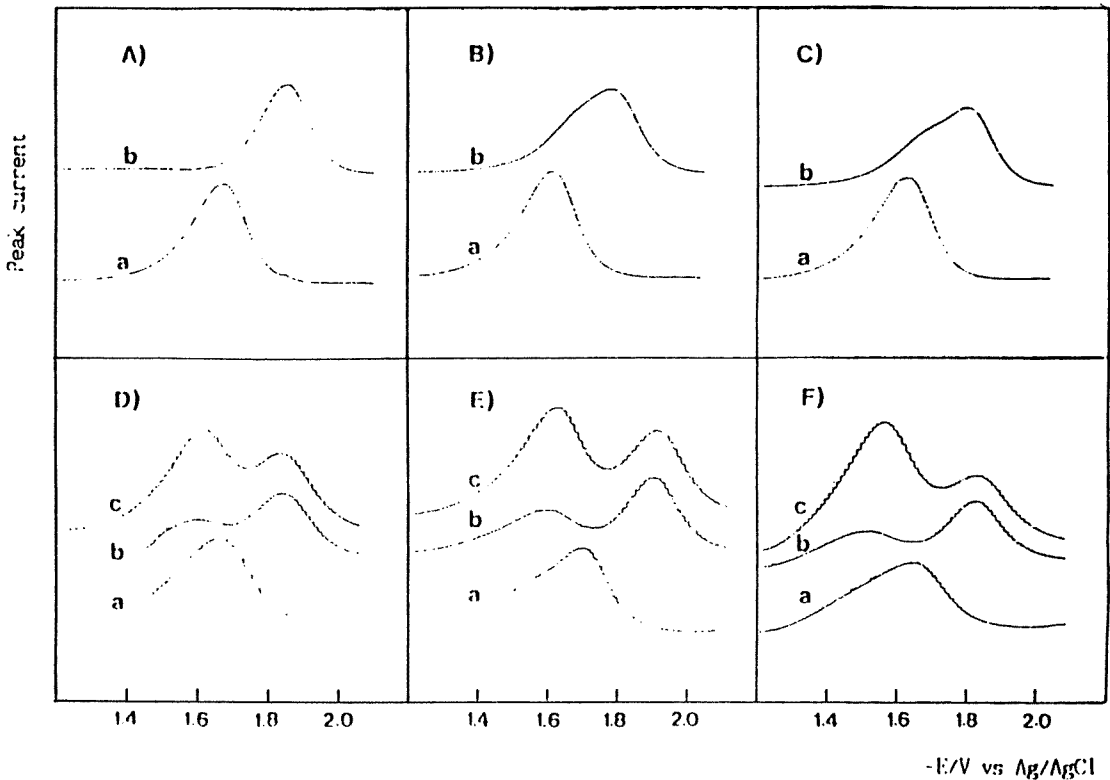 A) B) C)
b b b
a a a
Peak current
D) E) F)
c c c
b b b
a a a
1.4 1.6 1.8 2.0 1.4 1.6 1.8 2.0 1.4 1.6 1.8 2.0
-E/V vs Ag/AgCl